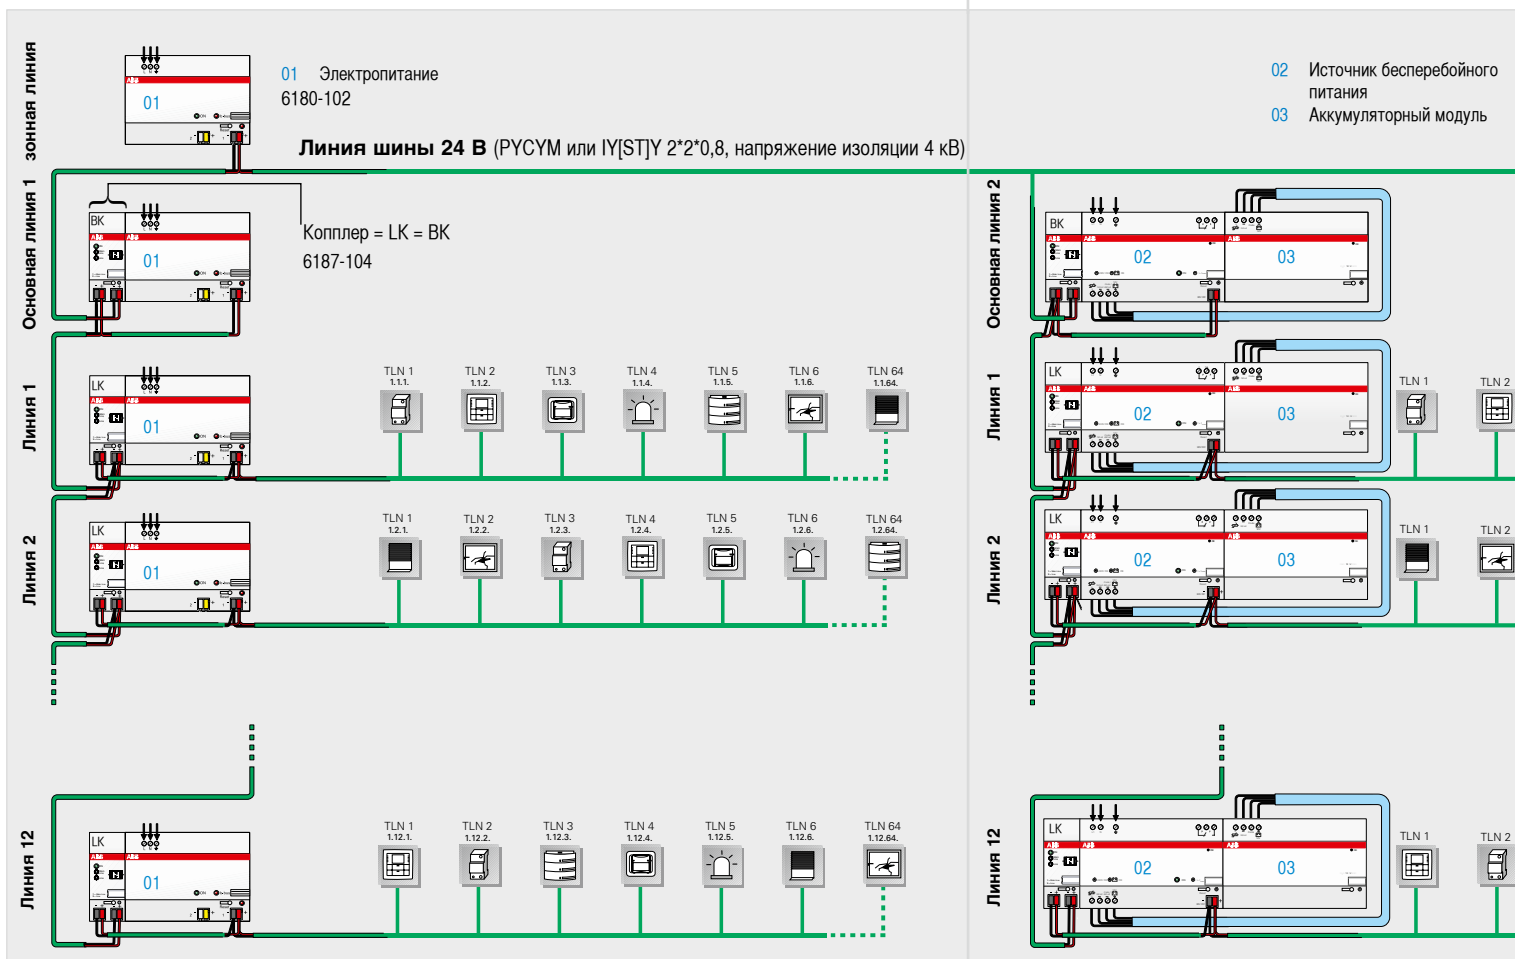 зонная линия
01
01 Электропитание
6180-102
02 Источник бесперебойного
питания
03 Аккумуляторный модуль
Линия шины 24 В (PYCYM или IY[ST]Y 2*2*0,8, напряжение изоляции 4 кВ)
Основная линия 1
BK
01
Копплер = LK = BK
6187-104
Основная линия 2
BK
02
03
Линия 1
LK
01
TLN 1
1.1.1.
TLN 2
1.1.2.
TLN 3
1.1.3.
TLN 4
1.1.4.
TLN 5
1.1.5.
TLN 6
1.1.6.
TLN 64
1.1.64.
Линия 1
LK
02
03
TLN 1
TLN 2
Линия 2
LK
01
TLN 1
1.2.1.
TLN 2
1.2.2.
TLN 3
1.2.3.
TLN 4
1.2.4.
TLN 5
1.2.5.
TLN 6
1.2.6.
TLN 64
1.2.64.
Линия 2
LK
02
03
TLN 1
TLN 2
Линия 12
LK
01
TLN 1
1.12.1.
TLN 2
1.12.2.
TLN 3
1.12.3.
TLN 4
1.12.4.
TLN 5
1.12.5.
TLN 6
1.12.6.
TLN 64
1.12.64.
Линия 12
LK
02
03
TLN 1
TLN 2